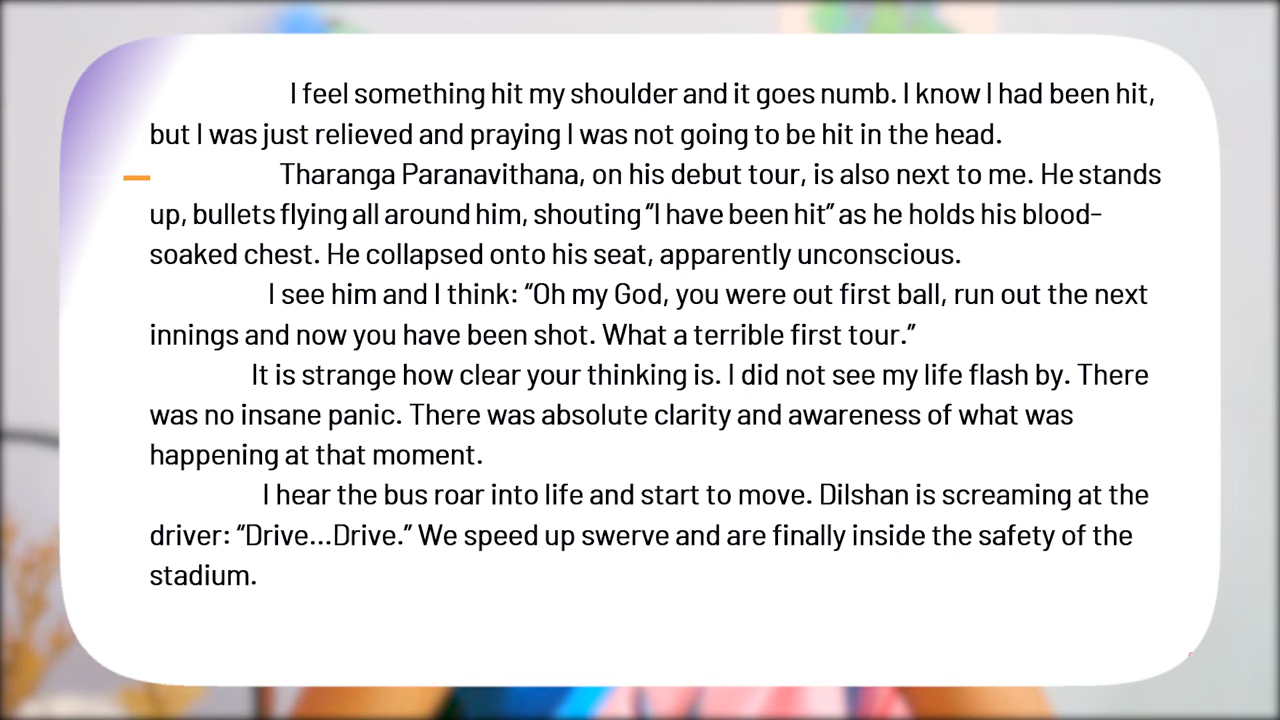 I feel something hit my shoulder and it goes numb. I know I had been hit,
but I was just relieved and praying I was not going to be hit in the head.
Tharanga Paranavithana, on his debut tour, is also next to me. He stands
up, bullets flying all around him, shouting “I have been hit” as he holds his blood-
soaked chest. He collapsed onto his seat, apparently unconscious.
I see him and I think: “Oh my God, you were out first ball, run out the next
innings and now you have been shot. What a terrible first tour.”
It is strange how clear your thinking is. I did not see my life flash by. There
was no insane panic. There was absolute clarity and awareness of what was
happening at that moment.
I hear the bus roar into life and start to move. Dilshan is screaming at the
driver: “Drive...Drive.” We speed up swerve and are finally inside the safety of the
stadium.